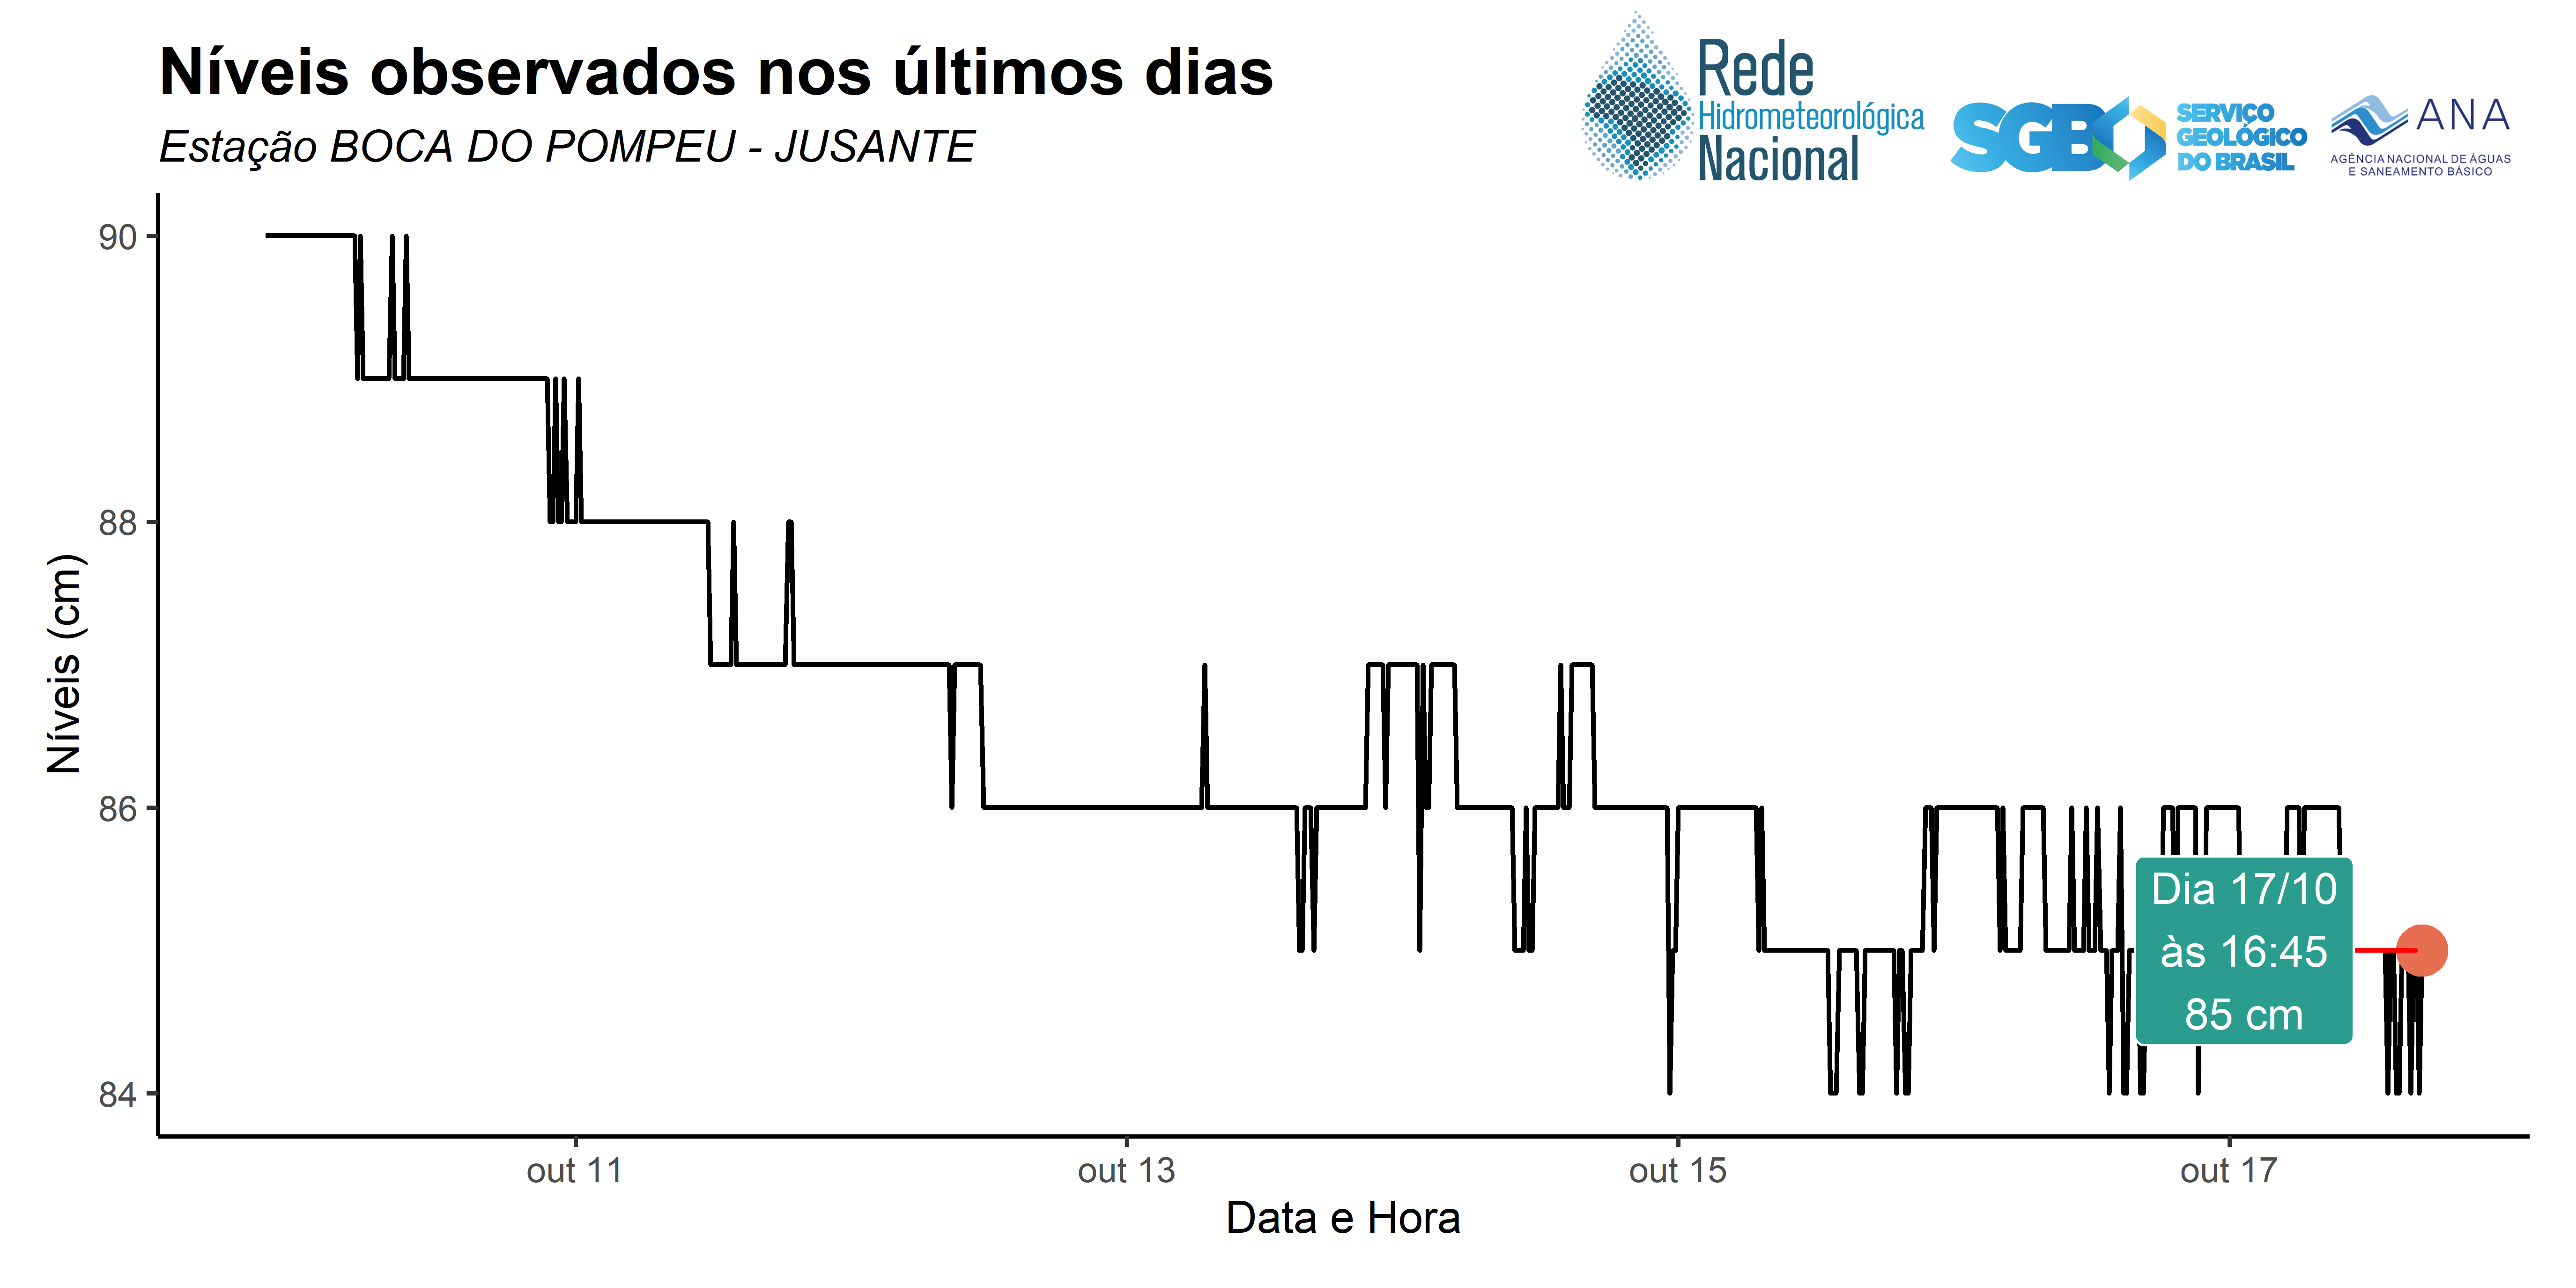 Níveis observados nos últimos dias
Estação BOCA DO POMPEU - JUSANTE
Rede
Hidrometeorológica
Nacional
SGB
SERVIÇO
GEOLÓGICO
DO BRASIL
ANA
AGÊNCIA NACIONAL DE ÁGUAS
E SANEAMENTO BÁSICO
Níveis (cm)
90
88
86
84
Dia 17/10
às 16:45
85 cm
out 11
out 13
out 15
out 17
Data e Hora